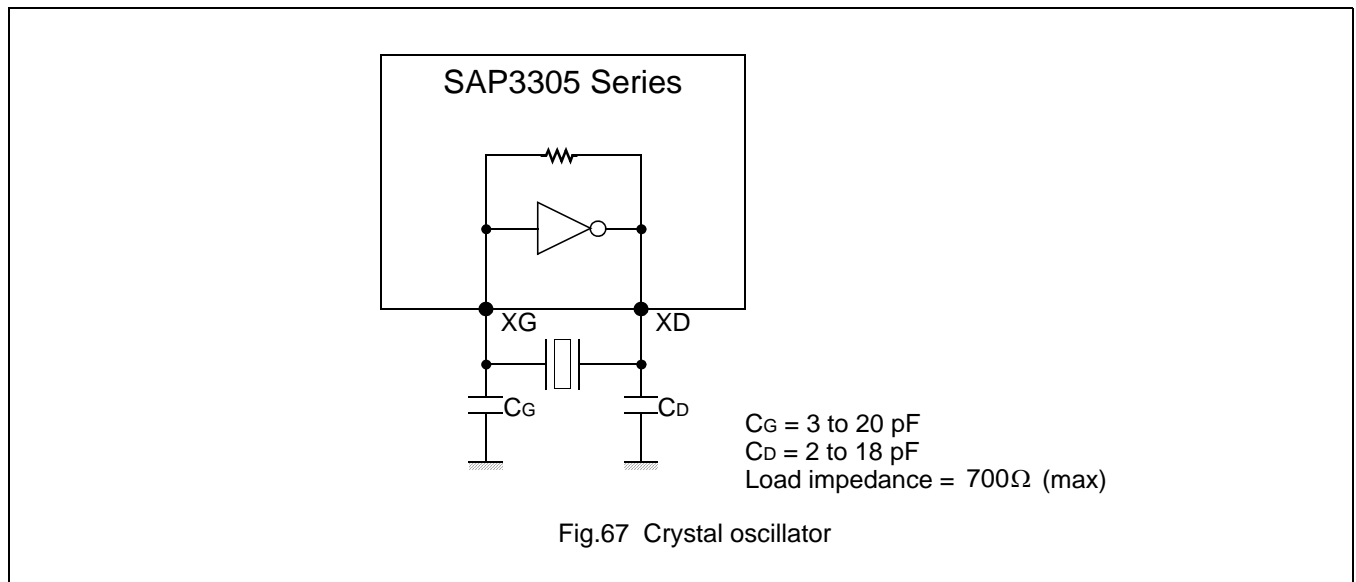 SAP3305 Series
XG
XD
CG
CD
CG = 3 to 20 pF
CD = 2 to 18 pF
Load impedance = 700Ω (max)
Fig.67 Crystal oscillator